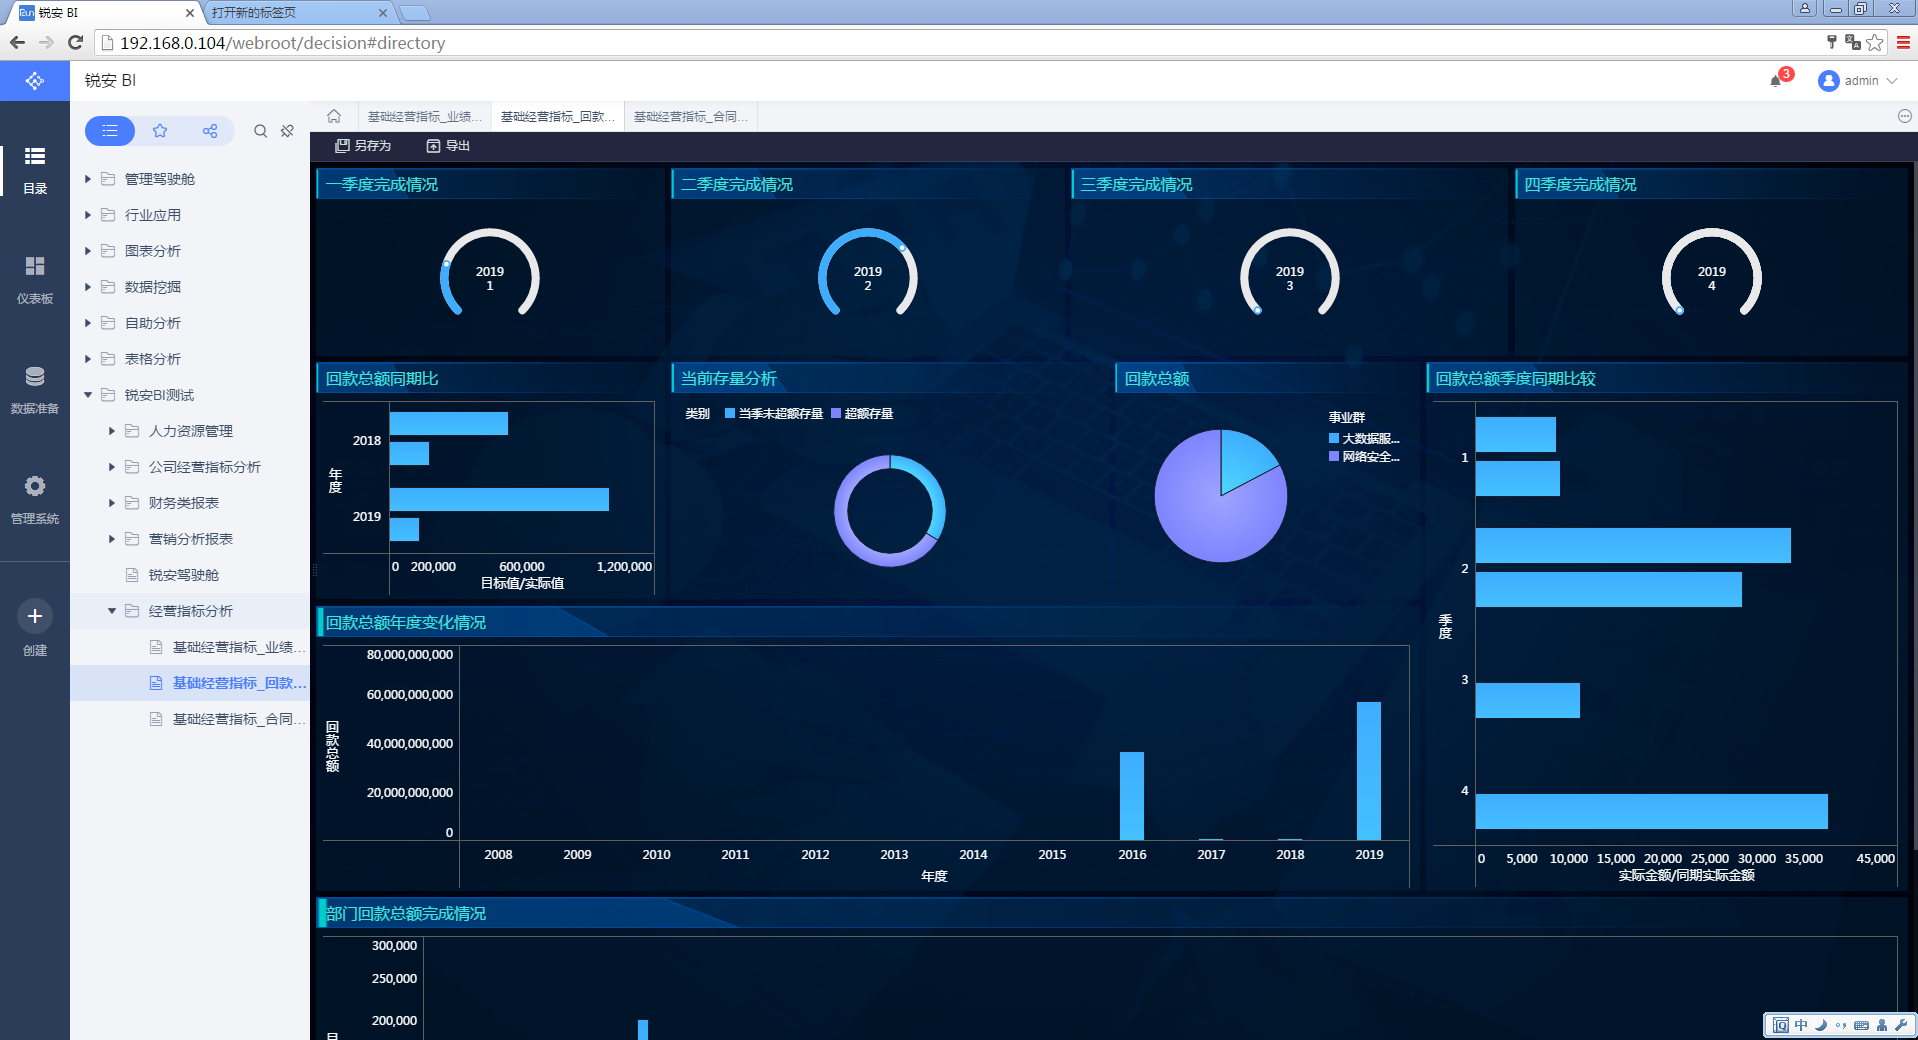 锐安 BI
打开新的标签页
192.168.0.104/webroot/decision#directory
锐安 BI
3
admin
基础经营指标_业绩...
基础经营指标_回款...
基础经营指标_合同...
另存为
导出
目录
仪表板
数据准备
管理系统
创建
管理驾驶舱
行业应用
图表分析
数据挖掘
自助分析
表格分析
锐安BI测试
人力资源管理
公司经营指标分析
财务类报表
营销分析报表
锐安驾驶舱
经营指标分析
基础经营指标_业绩...
基础经营指标_回款...
基础经营指标_合同...
一季度完成情况
2019
1
二季度完成情况
2019
2
三季度完成情况
2019
3
四季度完成情况
2019
4
回款总额同期比
年度
2018
2019
0 200,000 600,000 1,200,000
目标值/实际值
当前存量分析
类别 当季未超额存量 超额存量
回款总额
事业群
大数据服...
网络安全...
回款总额季度同期比较
季度
1
2
3
4
0 5,000 10,000 15,000 20,000 25,000 30,000 35,000 45,000
实际金额/同期实际金额
回款总额年度变化情况
回款总额
80,000,000,000
60,000,000,000
40,000,000,000
20,000,000,000
0
2008 2009 2010 2011 2012 2013 2014 2015 2016 2017 2018 2019
年度
部门回款总额完成情况
300,000
250,000
200,000
中